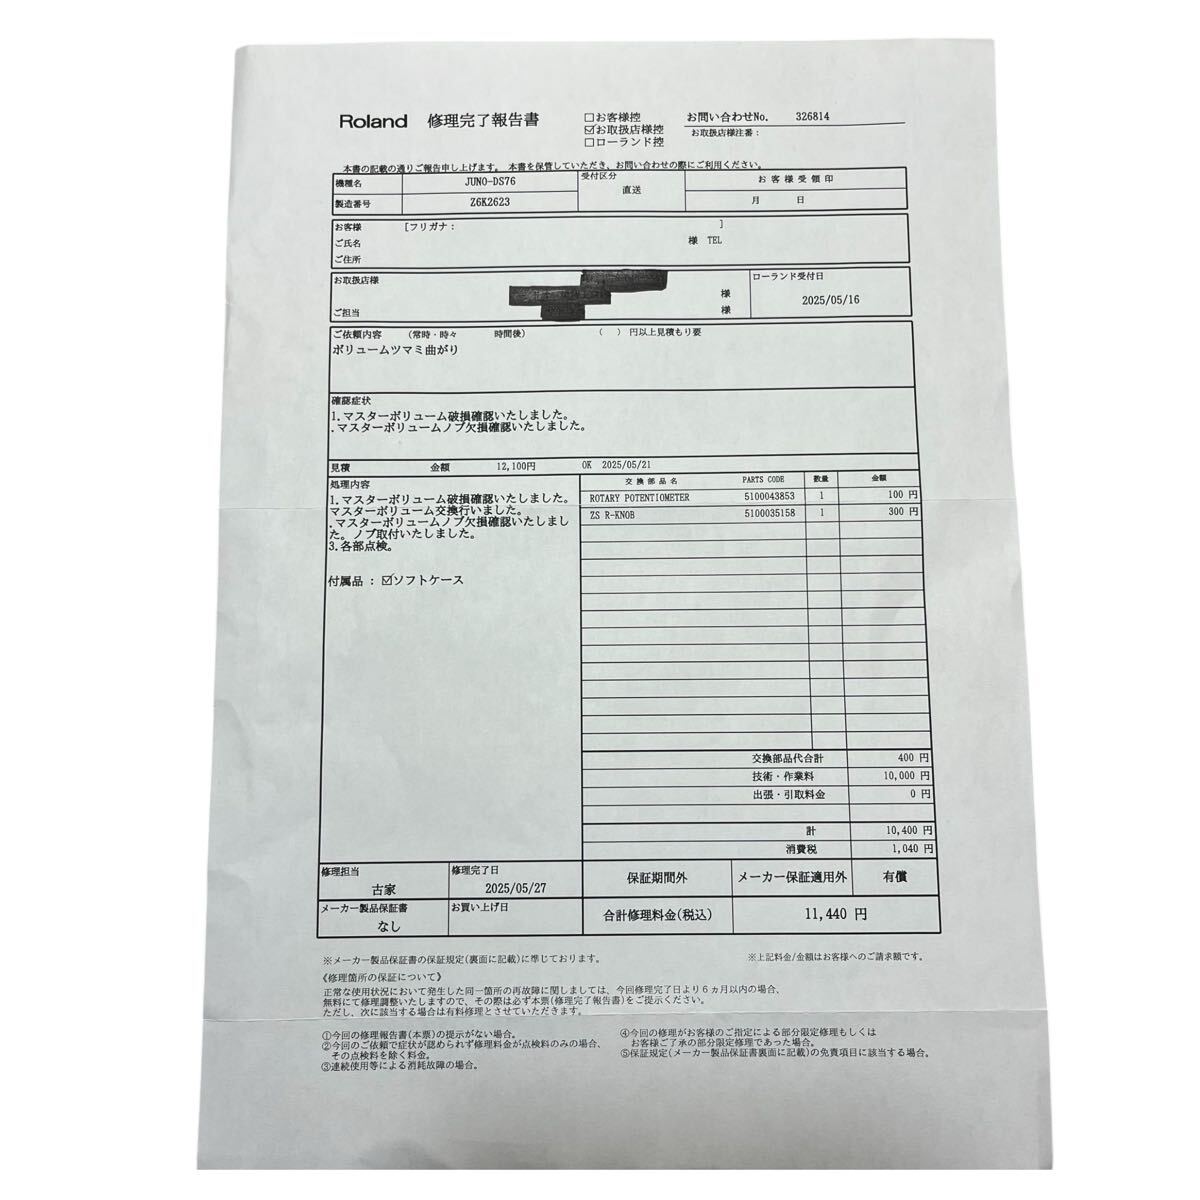 Roland 修理完了報告書
□お客様控
☑お取扱店様控
□ローランド控
お問い合わせNo. 326814
お取扱店様注番：
本書の記載の通りご報告申し上げます。 本書を保管していただき、お問い合わせの際にご利用ください。
機種名 JUNO-DS76
製造番号 Z6K2623
受付区分
直送
お客様受領印
月 日
お客様 [フリガナ： ]
ご氏名 様 TEL
ご住所
お取扱店様 様
ご担当 様
ローランド受付日
2025/05/16
ご依頼内容 (常時・時々 時間後) ( ) 円以上見積もり要
ボリュームツマミ曲がり
確認症状
1.マスターボリューム破損確認いたしました。
.マスターボリュームノブ欠損確認いたしました。
見積 金額 12,100円 OK 2025/05/21
処理内容
1.マスターボリューム破損確認いたしました。
マスターボリューム交換行いました。
.マスターボリュームノブ欠損確認いたしまし
た。ノブ取付いたしました。
3.各部点検。
付属品：☑ソフトケース
交換部品名 PARTS CODE 数量 金額
ROTARY POTENTIOMETER 5100043853 1 100 円
ZS R-KNOB 5100035158 1 300 円
交換部品代合計 400 円
技術・作業料 10,000 円
出張・引取料金 0 円
計 10,400 円
消費税 1,040 円
修理担当
古家
修理完了日
2025/05/27
保証期間外 メーカー保証適用外 有償
メーカー製品保証書
なし
お買い上げ日
合計修理料金(税込) 11,440 円
※メーカー製品保証書の保証規定(裏面に記載)に準じております。
※上記料金/金額はお客様へのご請求額です。
《修理箇所の保証について》
正常な使用状況において発生した同一箇所の再故障に関しましては、今回修理完了日より６ヵ月以内の場合、
無料にて修理調整いたしますので、その際は必ず本票(修理完了報告書)をご提示ください。
ただし、次に該当する場合は有料修理とさせていただきます。
①今回の修理報告書(本票)の提示がない場合。
②今回のご依頼で症状が認められず修理料金が点検料のみの場合、
その点検料を除く料金。
③連続使用等による消耗故障の場合。
④今回の修理がお客様のご指定による部分限定修理もしくは
お客様ご了承の部分限定修理であった場合。
⑤保証規定(メーカー製品保証書裏面に記載)の免責項目に該当する場合。